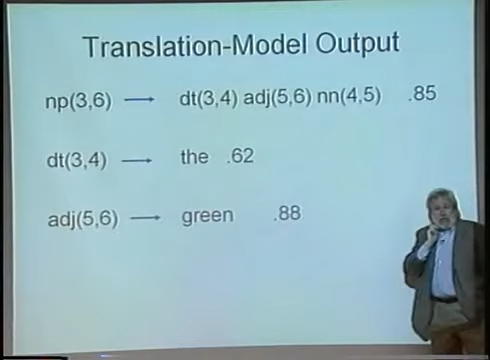 Translation-Model Output
np(3,6) → dt(3,4) adj(5,6) nn(4,5) .85
dt(3,4) → the .62
adj(5,6) → green .88